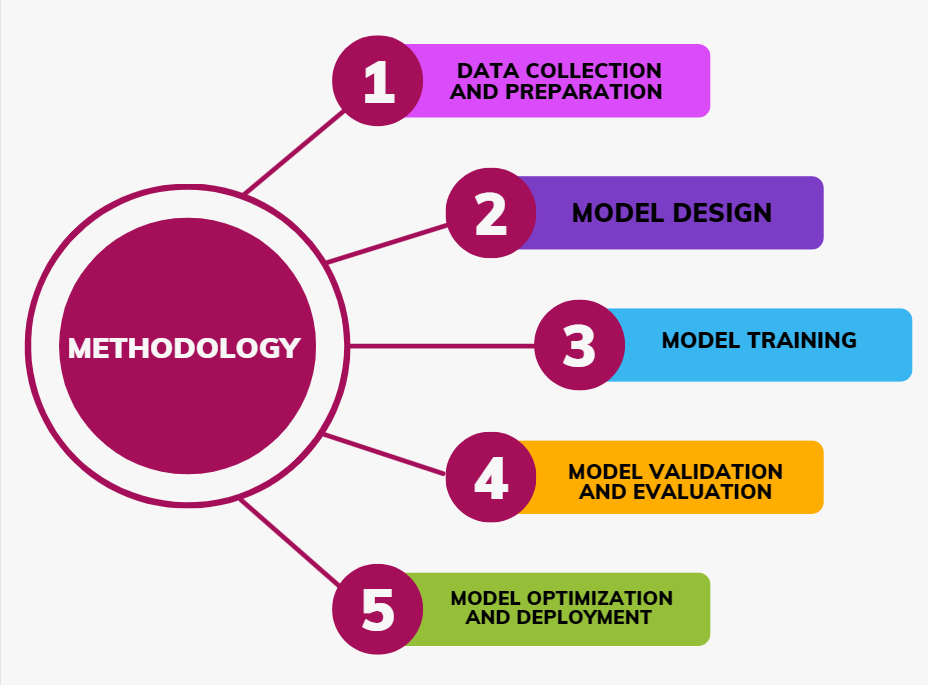 METHODOLOGY
1
DATA COLLECTION
AND PREPARATION
2
MODEL DESIGN
3
MODEL TRAINING
4
MODEL VALIDATION
AND EVALUATION
5
MODEL OPTIMIZATION
AND DEPLOYMENT